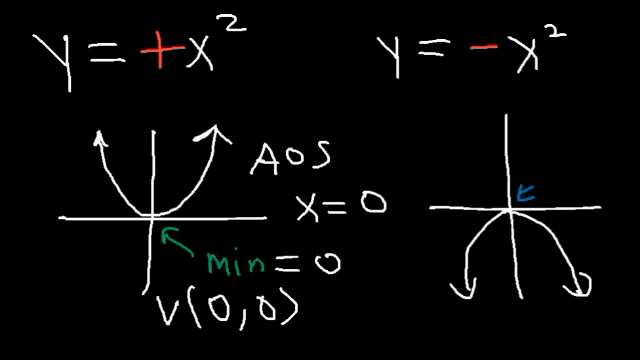 y = +x²
y = -x²
AOS
x = 0
min = 0
V(0,0)